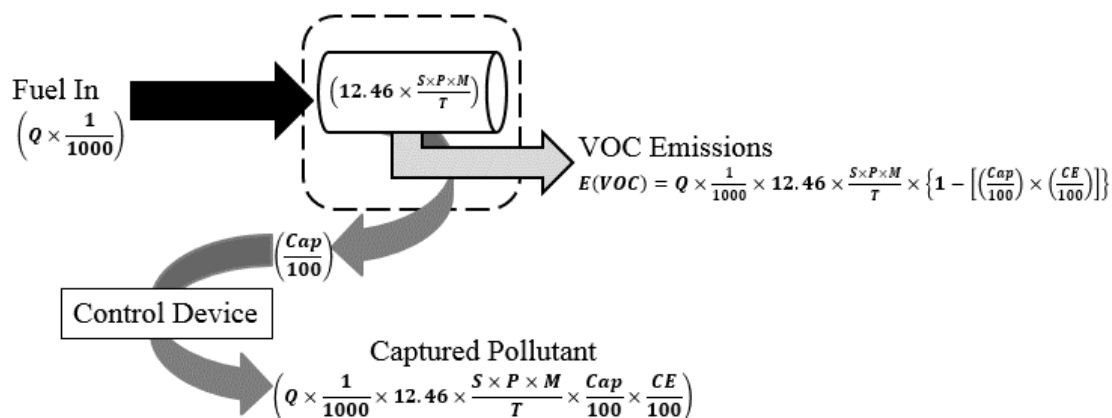 (12.46 × S×P×M/T)
Fuel In
(Q × 1/1000)
VOC Emissions
E(VOC) = Q × 1/1000 × 12.46 × S×P×M/T × {1 − [(Cap/100) × (CE/100)]}
(Cap/100)
Control Device
Captured Pollutant
(Q × 1/1000 × 12.46 × S × P × M/T × Cap/100 × CE/100)